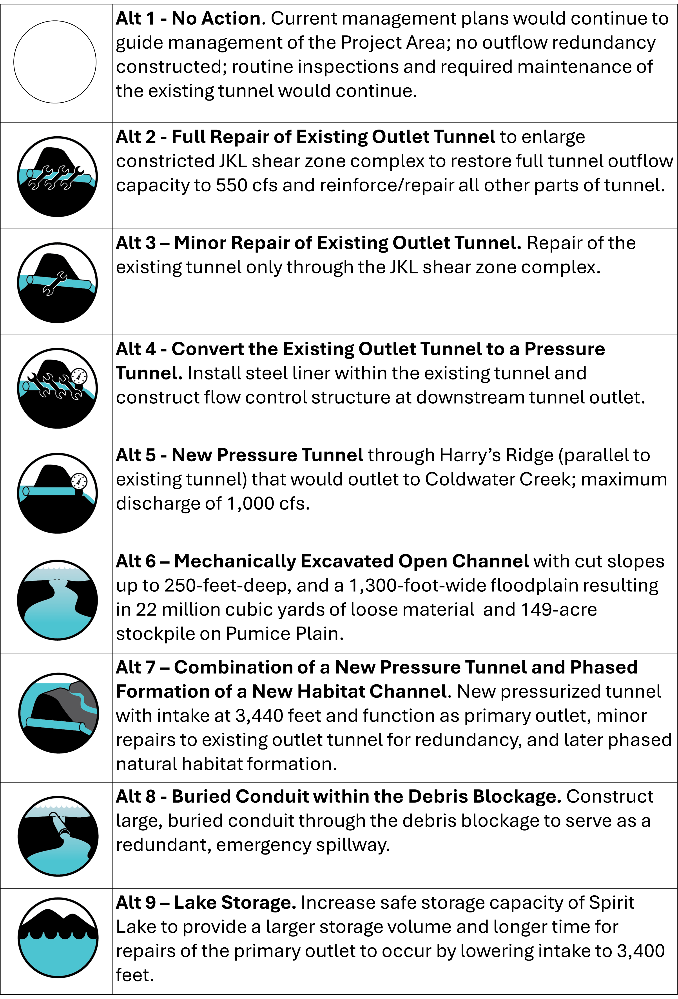 Alt 1 - No Action. Current management plans would continue to
guide management of the Project Area; no outflow redundancy
constructed; routine inspections and required maintenance of
the existing tunnel would continue.
Alt 2 - Full Repair of Existing Outlet Tunnel to enlarge
constricted JKL shear zone complex to restore full tunnel outflow
capacity to 550 cfs and reinforce/repair all other parts of tunnel.
Alt 3 – Minor Repair of Existing Outlet Tunnel. Repair of the
existing tunnel only through the JKL shear zone complex.
Alt 4 - Convert the Existing Outlet Tunnel to a Pressure
Tunnel. Install steel liner within the existing tunnel and
construct flow control structure at downstream tunnel outlet.
Alt 5 - New Pressure Tunnel through Harry’s Ridge (parallel to
existing tunnel) that would outlet to Coldwater Creek; maximum
discharge of 1,000 cfs.
Alt 6 – Mechanically Excavated Open Channel with cut slopes
up to 250-feet-deep, and a 1,300-foot-wide floodplain resulting
in 22 million cubic yards of loose material  and 149-acre
stockpile on Pumice Plain.
Alt 7 – Combination of a New Pressure Tunnel and Phased
Formation of a New Habitat Channel. New pressurized tunnel
with intake at 3,440 feet and function as primary outlet, minor
repairs to existing outlet tunnel for redundancy, and later phased
natural habitat formation.
Alt 8 - Buried Conduit within the Debris Blockage. Construct
large, buried conduit through the debris blockage to serve as a
redundant, emergency spillway.
Alt 9 – Lake Storage. Increase safe storage capacity of Spirit
Lake to provide a larger storage volume and longer time for
repairs of the primary outlet to occur by lowering intake to 3,400
feet.